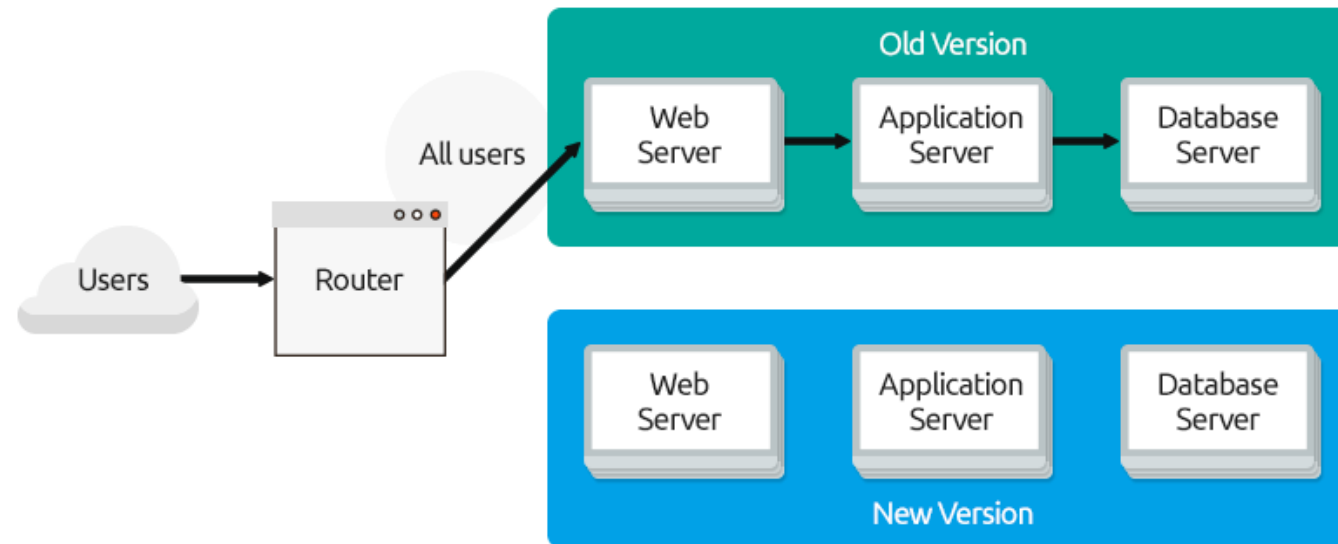 Old Version
Web
Server
Application
Server
Database
Server
All users
Users
Router
Web
Server
Application
Server
Database
Server
New Version